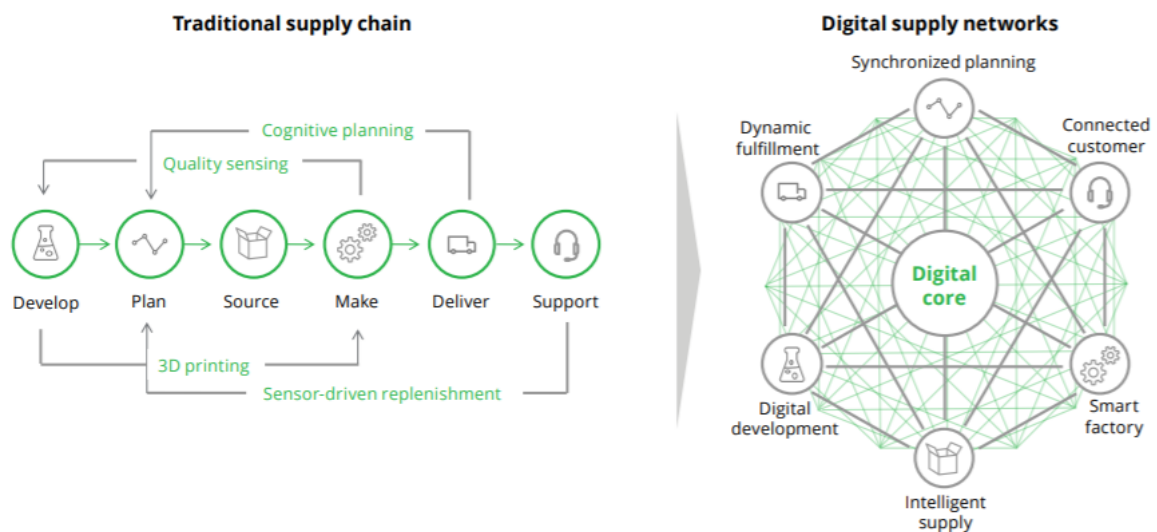 Traditional supply chain
Cognitive planning
Quality sensing
Develop
Plan
Source
Make
Deliver
Support
3D printing
Sensor-driven replenishment
Digital supply networks
Synchronized planning
Dynamic
fulfillment
Connected
customer
Digital
core
Digital
development
Smart
factory
Intelligent
supply